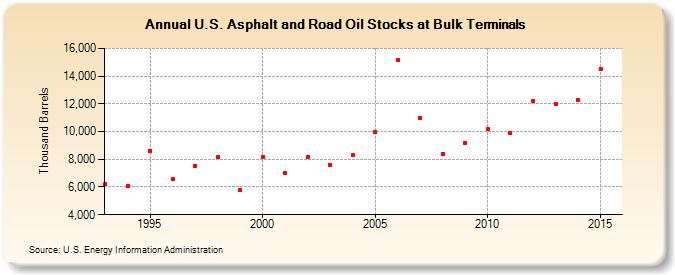 Annual U.S. Asphalt and Road Oil Stocks at Bulk Terminals
Thousand Barrels
16,000
14,000
12,000
10,000
8,000
6,000
4,000
1995 2000 2005 2010 2015
Source: U.S. Energy Information Administration